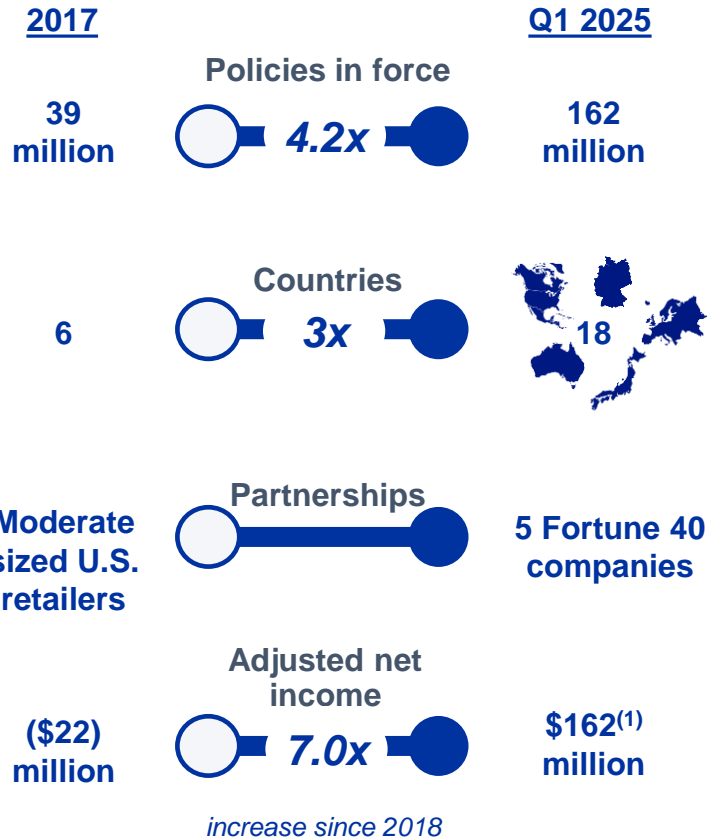 2017
Q1 2025
Policies in force
39
million
4.2x
162
million
Countries
6
3x
18
Partnerships
Moderate
sized U.S.
retailers
5 Fortune 40
companies
Adjusted net
income
($22)
million
7.0x
$162(1)
million
increase since 2018